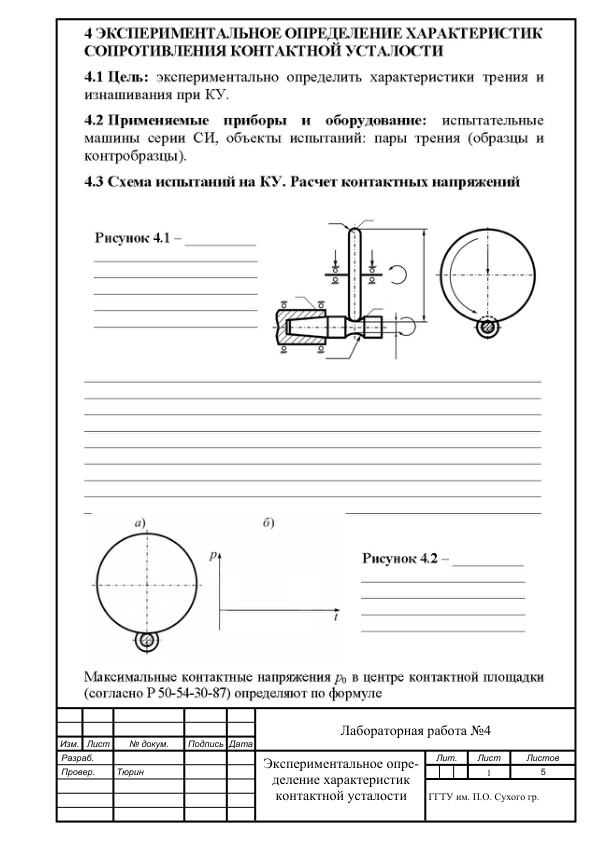 4 ЭКСПЕРИМЕНТАЛЬНОЕ ОПРЕДЕЛЕНИЕ ХАРАКТЕРИСТИК
СОПРОТИВЛЕНИЯ КОНТАКТНОЙ УСТАЛОСТИ
4.1 Цель: экспериментально определить характеристики трения и
изнашивания при КУ.
4.2 Применяемые приборы и оборудование: испытательные
машины серии СИ, объекты испытаний: пары трения (образцы и
контробразцы).
4.3 Схема испытаний на КУ. Расчет контактных напряжений
Рисунок 4.1 –
а) б)
p
t
Рисунок 4.2 –
Максимальные контактные напряжения p₀ в центре контактной площадки
(согласно Р 50-54-30-87) определяют по формуле
Лабораторная работа №4
Изм. Лист № докум. Подпись Дата
Разраб.
Провер. Тюрин
Экспериментальное опре-
деление характеристик
контактной усталости
Лит. Лист Листов
1 5
ГГТУ им. П.О. Сухого гр.